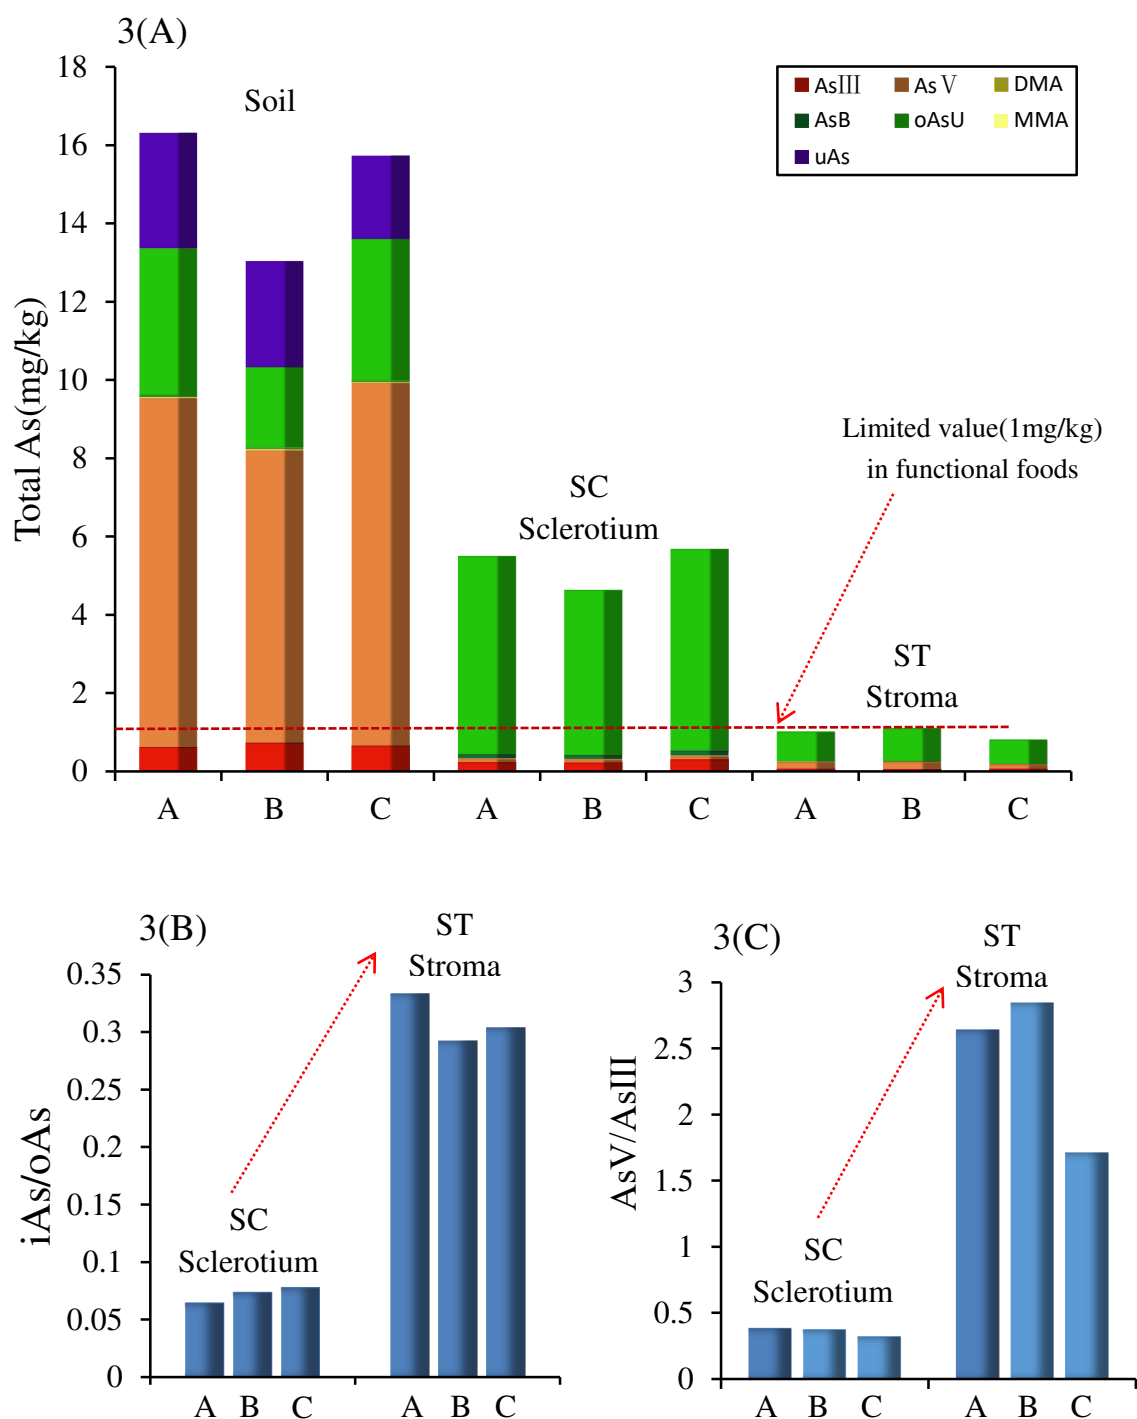 3(A)
Total As(mg/kg)
18
16
14
12
10
8
6
4
2
0
Soil
AsⅢ
AsⅤ
DMA
AsB
oAsU
MMA
uAs
Limited value(1mg/kg)
in functional foods
SC
Sclerotium
ST
Stroma
A B C A B C A B C
3(B)
iAs/oAs
0.35
0.3
0.25
0.2
0.15
0.1
0.05
0
ST
Stroma
SC
Sclerotium
A B C A B C
3(C)
AsV/AsIII
3
2.5
2
1.5
1
0.5
0
ST
Stroma
SC
Sclerotium
A B C A B C